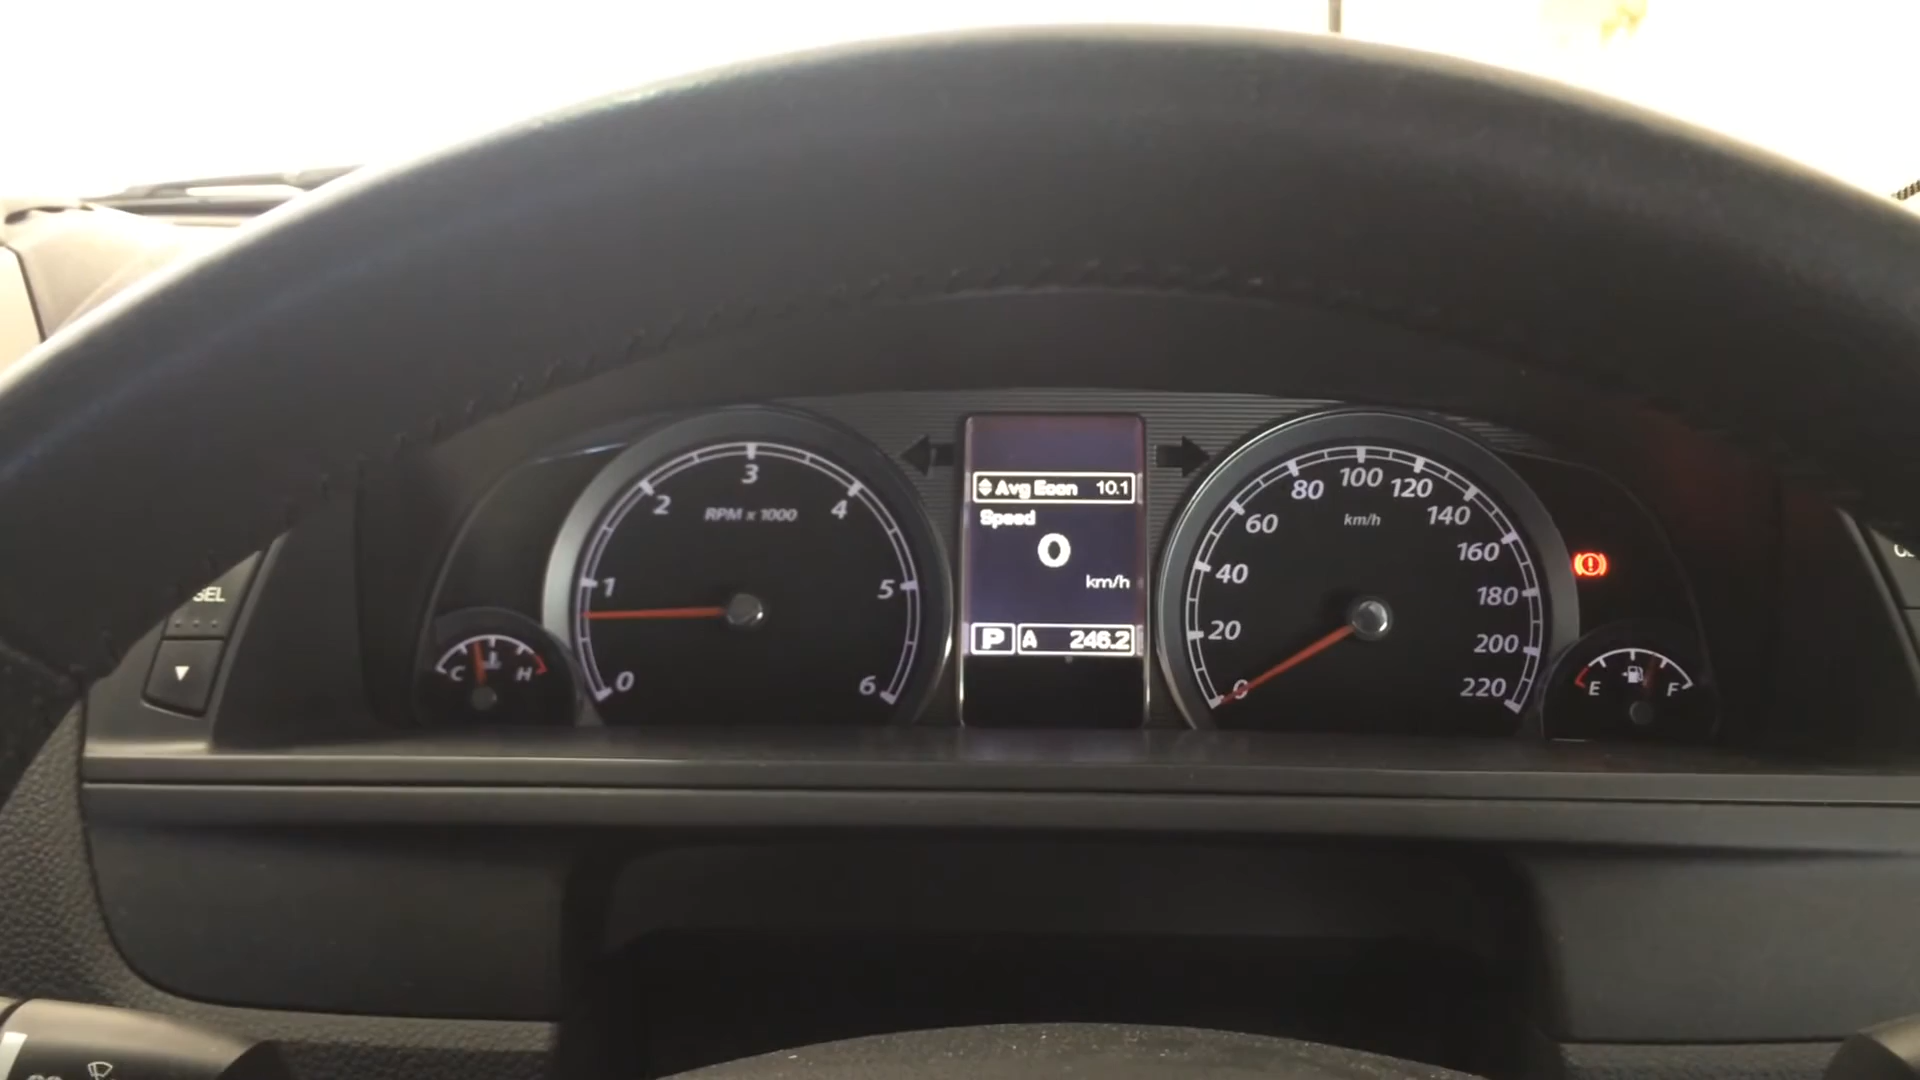 SEL
C H
0 1 2 3 4 5 6
RPM x 1000
Avg Econ 10.1
Speed
0
km/h
P A 246.2
0 20 40 60 80 100 120 140 160 180 200 220
km/h
E F